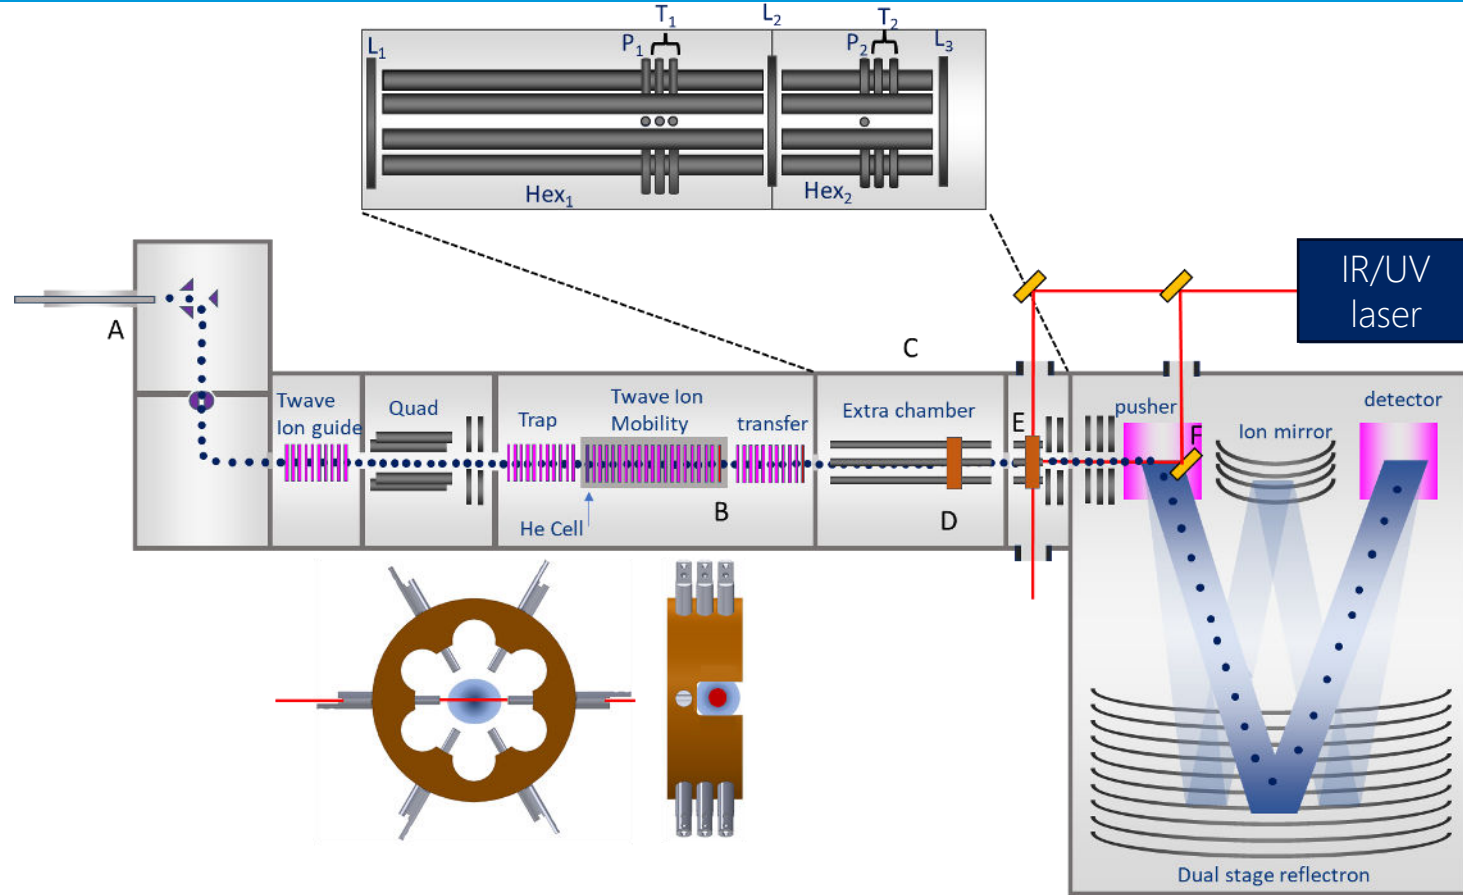 T₁
L₂
T₂
L₁
P₁
P₂
L₃
Hex₁
Hex₂
IR/UV
laser
A
C
Twave
Ion guide
Quad
Trap
Twave Ion
Mobility
transfer
Extra chamber
E
pusher
F
Ion mirror
detector
He Cell
B
D
Dual stage reflectron